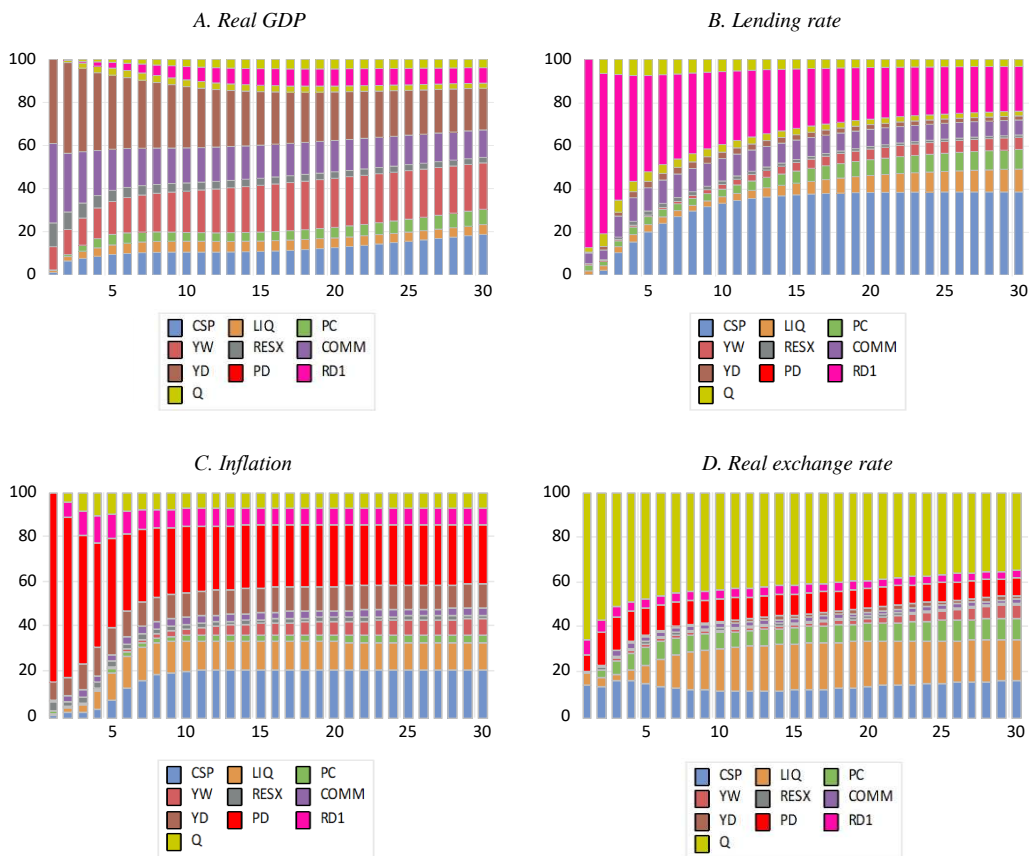 A. Real GDP
100
80
60
40
20
0
5 10 15 20 25 30
CSP LIQ PC
YW RESX COMM
YD PD RD1
Q
B. Lending rate
100
80
60
40
20
0
5 10 15 20 25 30
CSP LIQ PC
YW RESX COMM
YD PD RD1
Q
C. Inflation
100
80
60
40
20
0
5 10 15 20 25 30
CSP LIQ PC
YW RESX COMM
YD PD RD1
Q
D. Real exchange rate
100
80
60
40
20
0
5 10 15 20 25 30
CSP LIQ PC
YW RESX COMM
YD PD RD1
Q